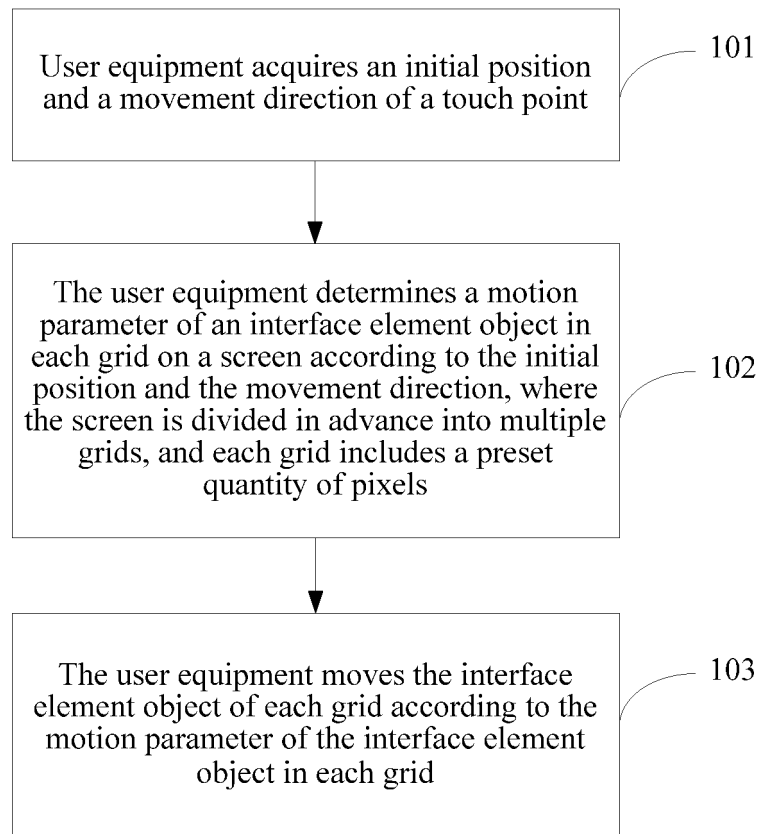 User equipment acquires an initial position
and a movement direction of a touch point
101
The user equipment determines a motion
parameter of an interface element object in
each grid on a screen according to the initial
position and the movement direction, where
the screen is divided in advance into multiple
grids, and each grid includes a preset
quantity of pixels
102
The user equipment moves the interface
element object of each grid according to the
motion parameter of the interface element
object in each grid
103